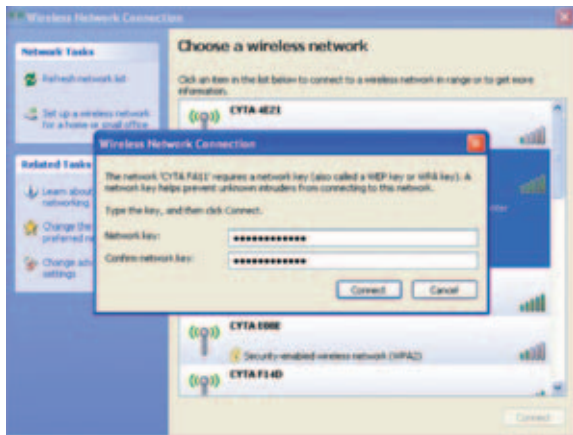 Wireless Network Connection
Network Tasks
Refresh network list
Set up a wireless network
for a home or small office
Related Tasks
Learn about
networking
Change the
preferred ne
Change adv
settings
Choose a wireless network
Click an item in the list below to connect to a wireless network in range or to get more
information.
CYTA 4E21
Wireless Network Connection
The network 'CYTA FA11' requires a network key (also called a WEP key or WPA key). A
network key helps prevent unknown intruders from connecting to this network.
Type the key, and then click Connect.
Network key:
Confirm network key:
Connect
Cancel
Security-enabled wireless network (WPA2)
CYTA F14D
Connect